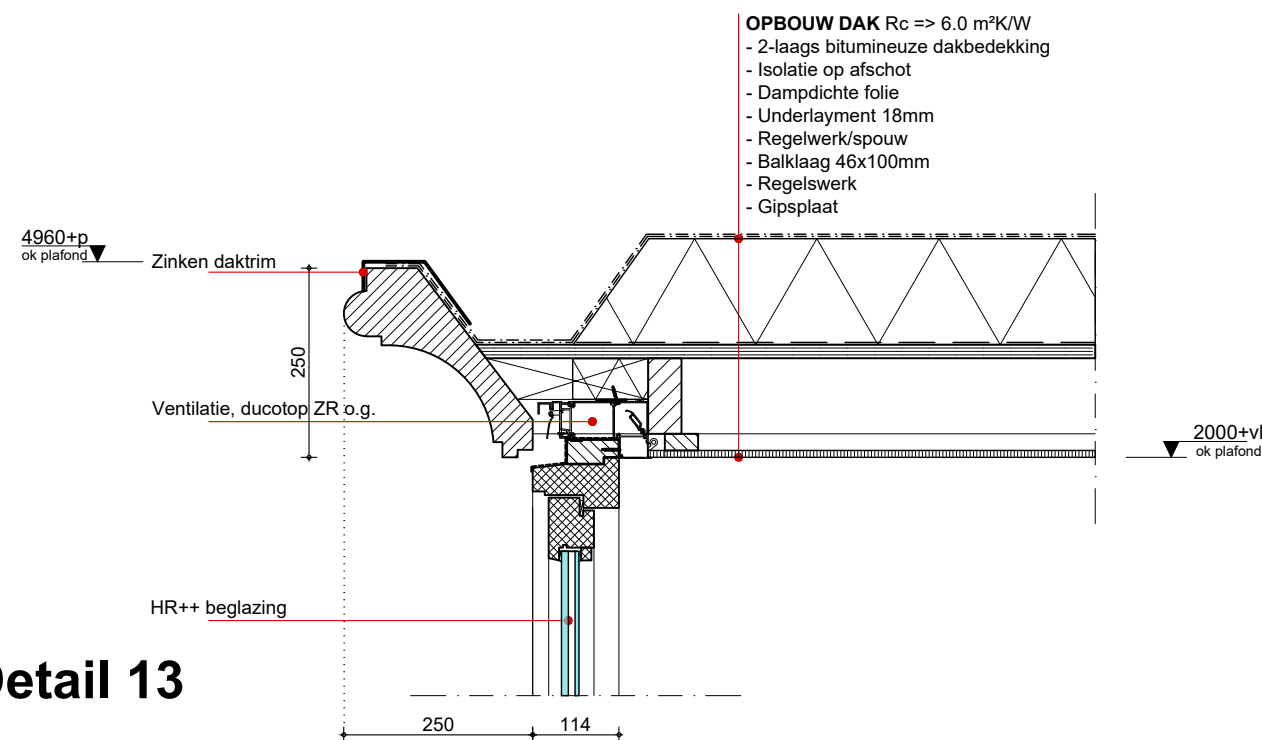 OPBOUW DAK Rc => 6.0 m²K/W
- 2-laags bitumineuze dakbedekking
- Isolatie op afschot
- Dampdichte folie
- Underlayment 18mm
- Regelwerk/spouw
- Balklaag 46x100mm
- Regelswerk
- Gipsplaat
4960+p
ok plafond
Zinken daktrim
250
Ventilatie, ducotop ZR o.g.
2000+vl
ok plafond
HR++ beglazing
Detail 13
250
114